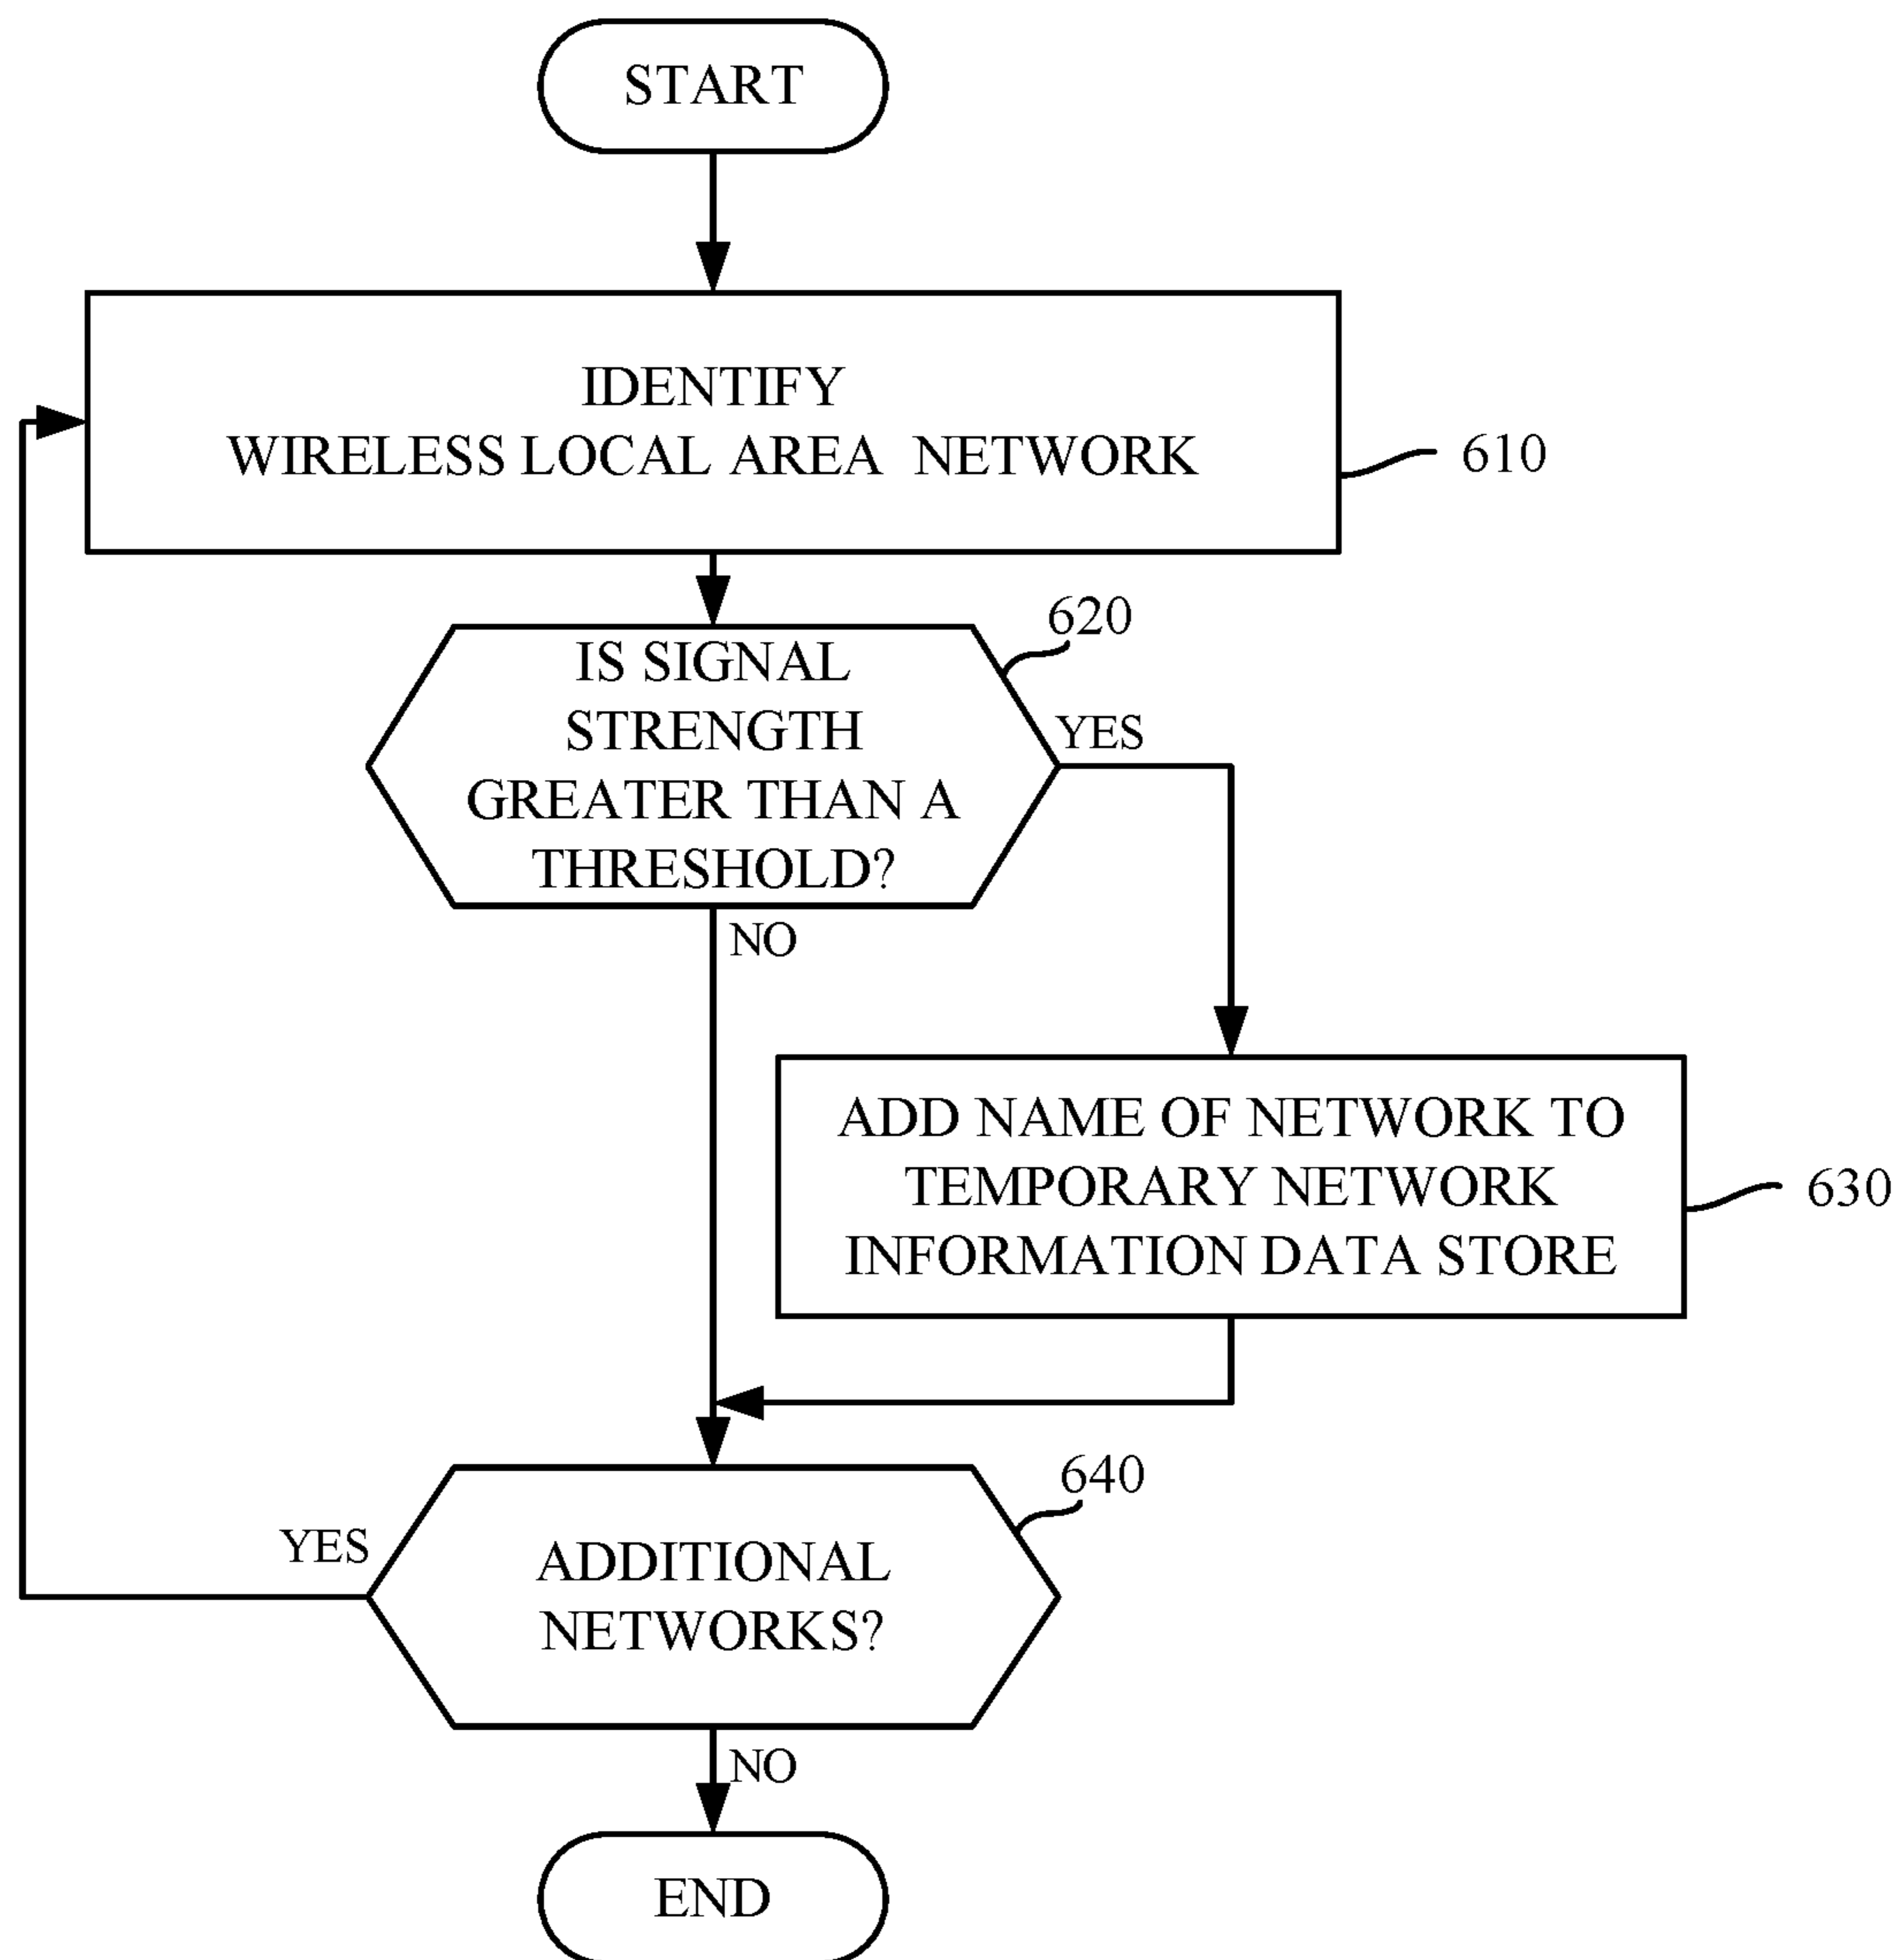 START
IDENTIFY
WIRELESS LOCAL AREA NETWORK
610
620
IS SIGNAL
STRENGTH
GREATER THAN A
THRESHOLD?
YES
NO
ADD NAME OF NETWORK TO
TEMPORARY NETWORK
INFORMATION DATA STORE
630
640
YES
ADDITIONAL
NETWORKS?
NO
END